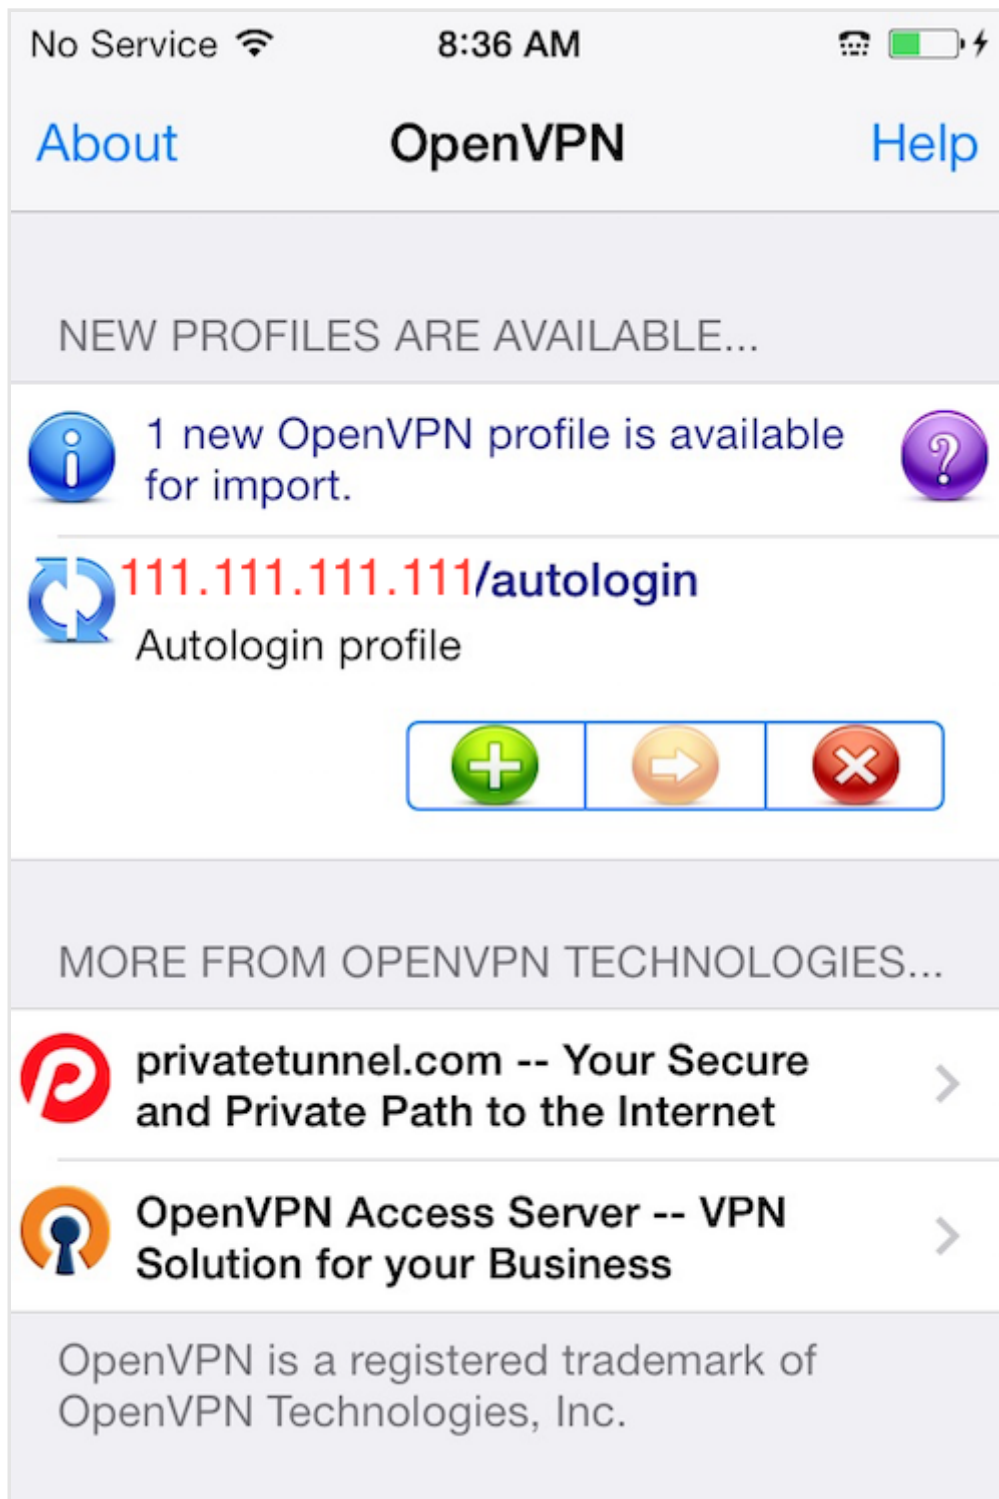 No Service 8:36 AM
About OpenVPN Help
NEW PROFILES ARE AVAILABLE...
1 new OpenVPN profile is available
for import.
111.111.111.111/autologin
Autologin profile
MORE FROM OPENVPN TECHNOLOGIES...
privatetunnel.com -- Your Secure
and Private Path to the Internet
OpenVPN Access Server -- VPN
Solution for your Business
OpenVPN is a registered trademark of
OpenVPN Technologies, Inc.